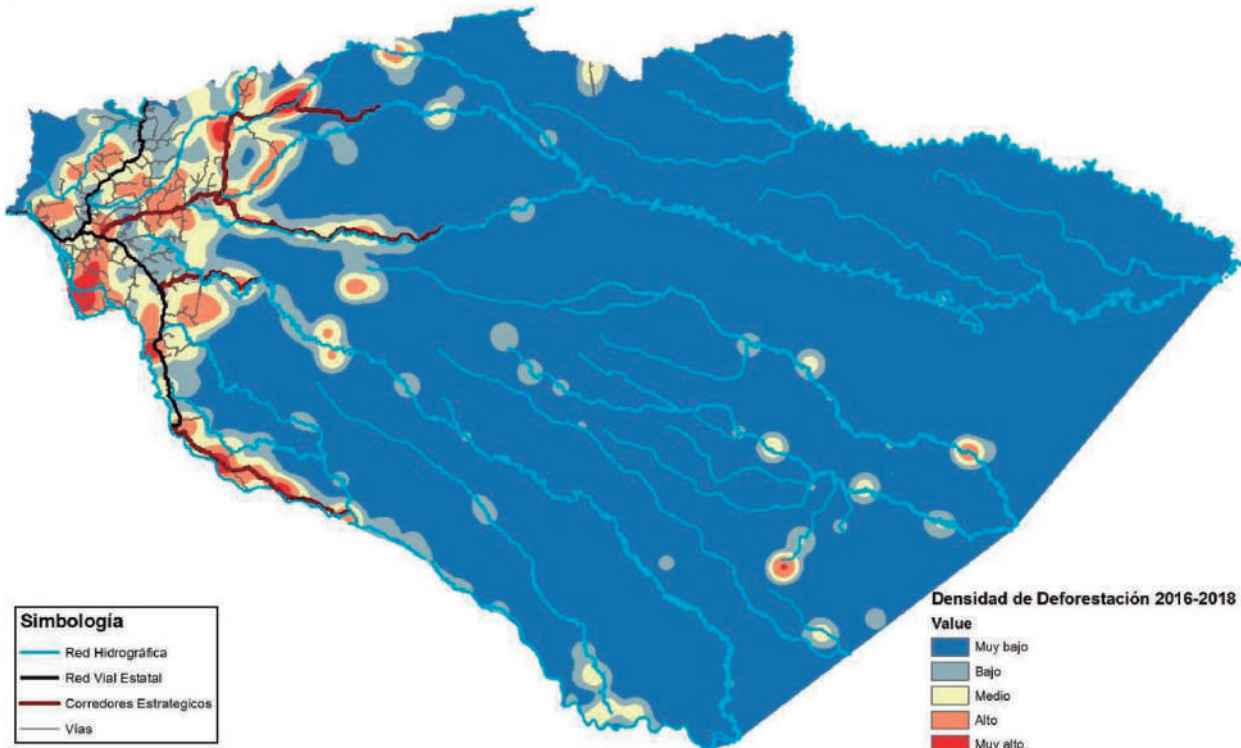 Simbología
Red Hidrográfica
Red Vial Estatal
Corredores Estrategicos
Vías
Densidad de Deforestación 2016-2018
Value
Muy bajo
Bajo
Medio
Alto
Muy alto